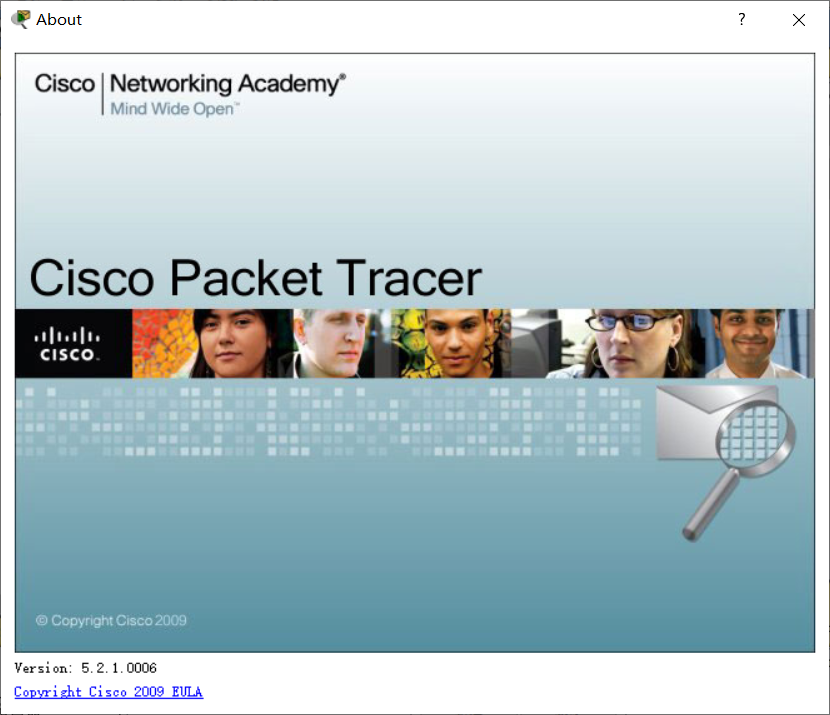 About
Cisco
Networking Academy®
Mind Wide Open™
Cisco Packet Tracer
CISCO™
© Copyright Cisco 2009
Version: 5.2.1.0006
Copyright Cisco 2009 EULA